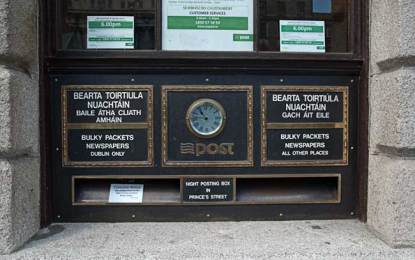 6.00pm
CUSTOMER SERVICES
6.00pm
BEARTA TOIRTIÚLA
NUACHTÁIN
BAILE ÁTHA CLIATH
AMHÁIN
BULKY PACKETS
NEWSPAPERS
DUBLIN ONLY
post
BEARTA TOIRTIÚLA
NUACHTÁIN
GACH ÁIT EILE
BULKY PACKETS
NEWSPAPERS
ALL OTHER PLACES
NIGHT POSTING BOX
IN
PRINCE'S STREET